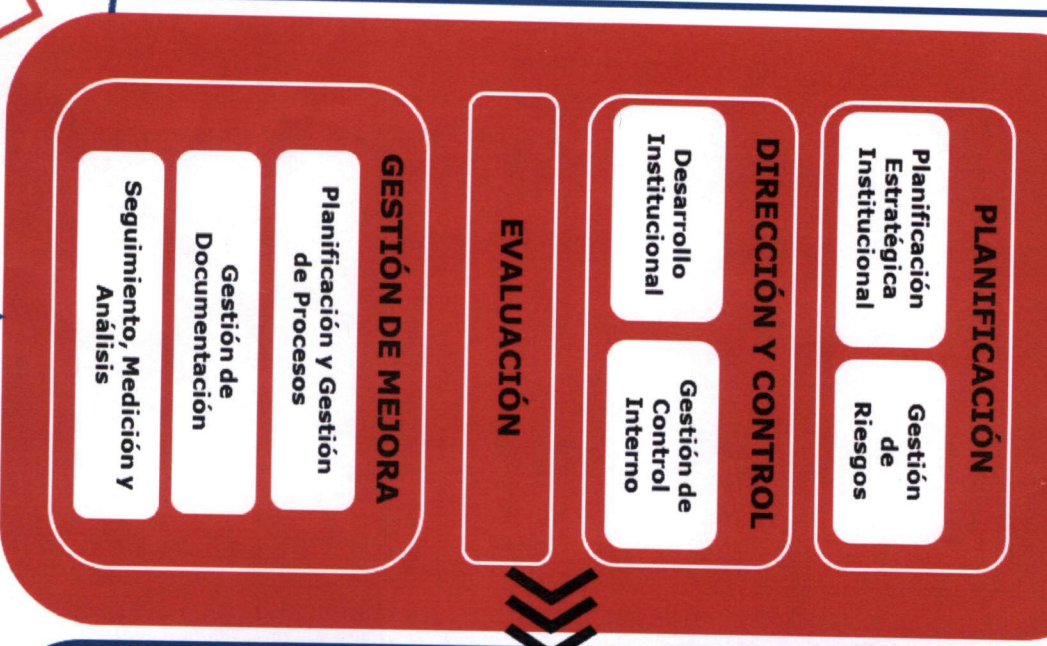 PLANIFICACIÓN
Planificación
Estratégica
Institucional
Gestión
de
Riesgos
DIRECCIÓN Y CONTROL
Desarrollo
Institucional
Gestión de
Control
Interno
EVALUACIÓN
GESTIÓN DE MEJORA
Planificación y Gestión
de Procesos
Gestión de
Documentación
Seguimiento, Medición y
Análisis